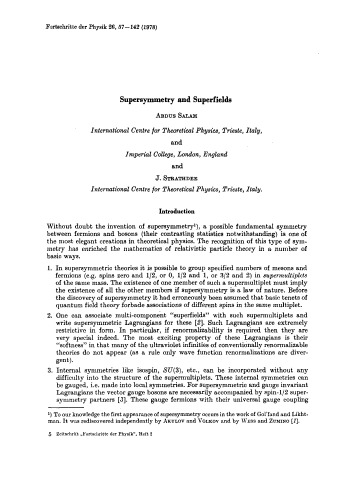 Fortschritte der Physik 26, 57—142 (1978)
Supersymmetry and Superfields
ABDUS SALAM
International Centre for Theoretical Physics, Trieste, Italy,
and
Imperial College, London, England
and
J. STRATHDEE
International Centre for Theoretical Physics, Trieste, Italy.
Introduction
Without doubt the invention of supersymmetry¹), a possible fundamental symmetry
between fermions and bosons (their contrasting statistics notwithstanding) is one of
the most elegant creations in theoretical physics. The recognition of this type of sym-
metry has enriched the mathematics of relativistic particle theory in a number of
basic ways.
1. In supersymmetric theories it is possible to group specified numbers of mesons and
fermions (e.g. spins zero and 1/2, or 0, 1/2 and 1, or 3/2 and 2) in supermultiplets
of the same mass. The existence of one member of such a supermultiplet must imply
the existence of all the other members if supersymmetry is a law of nature. Before
the discovery of supersymmetry it had erroneously been assumed that basic tenets of
quantum field theory forbade associations of different spins in the same multiplet.
2. One can associate multi-component "superfields" with such supermultiplets and
write supersymmetric Lagrangians for these [2]. Such Lagrangians are extremely
restrictive in form. In particular, if renormalisability is required then they are
very special indeed. The most exciting property of these Lagrangians is their
"softness" in that many of the ultraviolet infinities of conventionally renormalizable
theories do not appear (as a rule only wave function renormalizations are diver-
gent).
3. Internal symmetries like isospin, SU(3), etc., can be incorporated without any
difficulty into the structure of the supermultiplets. These internal symmetries can
be gauged, i.e. made into local symmetries. For supersymmetric and gauge invariant
Lagrangians the vector gauge bosons are necessarily accompanied by spin-1/2 super-
symmetry partners [3]. These gauge fermions with their universal gauge coupling
¹) To our knowledge the first appearance of supersymmetry occurs in the work of Gol'fand and Likht-
man. It was rediscovered independently by AKULOV and VOLKOV and by WESS and ZUMINO [1].
5 Zeitschrift „Fortschritte der Physik", Heft 2